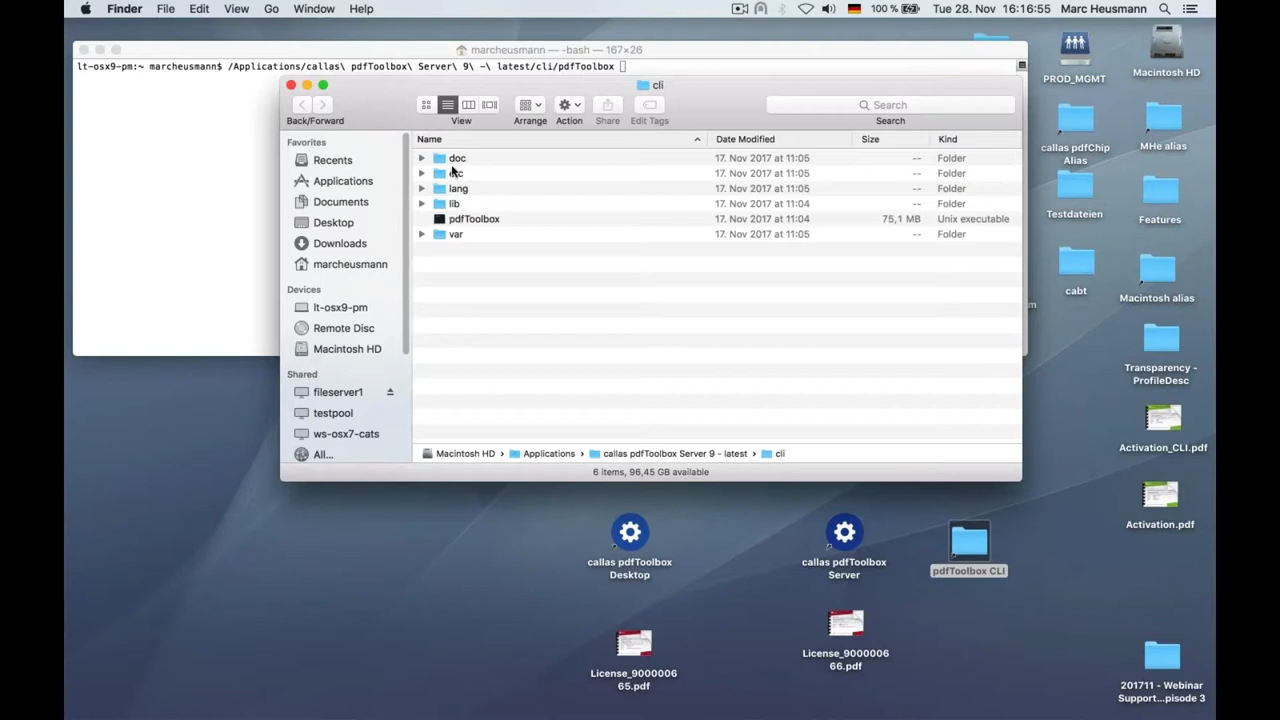 Finder File Edit View Go Window Help 100 % Tue 28. Nov 16:16:55 Marc Heusmann
marcheusmann — -bash — 167×26
lt-osx9-pm:~ marcheusmann$ /Applications/callas\ pdfToolbox\ Server\ 9\ -\ latest/cli/pdfToolbox
cli
Search
Back/Forward View Arrange Action Share Edit Tags Search
Favorites
Recents
Applications
Documents
Desktop
Downloads
marcheusmann
Devices
lt-osx9-pm
Remote Disc
Macintosh HD
Shared
fileserver1
testpool
ws-osx7-cats
All...
Name Date Modified Size Kind
doc 17. Nov 2017 at 11:05 -- Folder
17. Nov 2017 at 11:05 -- Folder
lang 17. Nov 2017 at 11:05 -- Folder
lib 17. Nov 2017 at 11:04 -- Folder
pdfToolbox 17. Nov 2017 at 11:04 75,1 MB Unix executable
var 17. Nov 2017 at 11:05 -- Folder
Macintosh HD Applications callas pdfToolbox Server 9 - latest cli
6 items, 96,45 GB available
PROD_MGMT
Macintosh HD
callas pdfChip
Alias
MHe alias
Testdateien
Features
cabt
Macintosh alias
Transparency -
ProfileDesc
Activation_CLI.pdf
Activation.pdf
callas pdfToolbox
Desktop
callas pdfToolbox
Server
pdfToolbox CLI
License_9000006
65.pdf
License_9000006
66.pdf
201711 - Webinar
Support...pisode 3